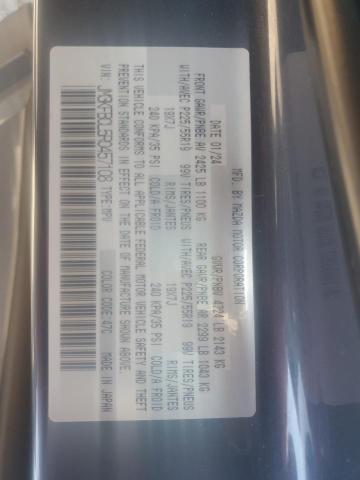 MFD. BY MAZDA MOTOR CORPORATION
DATE 01/24 GVWR/PNBV 4724 LB 2143 KG
FRONT GAWR/PNBE AV 2425 LB 1100 KG REAR GAWR/PNBE AR 2299 LB 1043 KG
WITH/AVEC P225/55R19 99V TIRES/PNEUS WITH/AVEC P225/55R19 99V TIRES/PNEUS
19X7J RIMS/JANTES 19X7J RIMS/JANTES
240 KPA/35 PSI COLD/A FROID 240 KPA/35 PSI COLD/A FROID
THIS VEHICLE CONFORMS TO ALL APPLICABLE FEDERAL MOTOR VEHICLE SAFETY AND THEFT
PREVENTION STANDARDS IN EFFECT ON THE DATE OF MANUFACTURE SHOWN ABOVE.
TYPE:MPV
COLOR CODE:47C MADE IN JAPAN